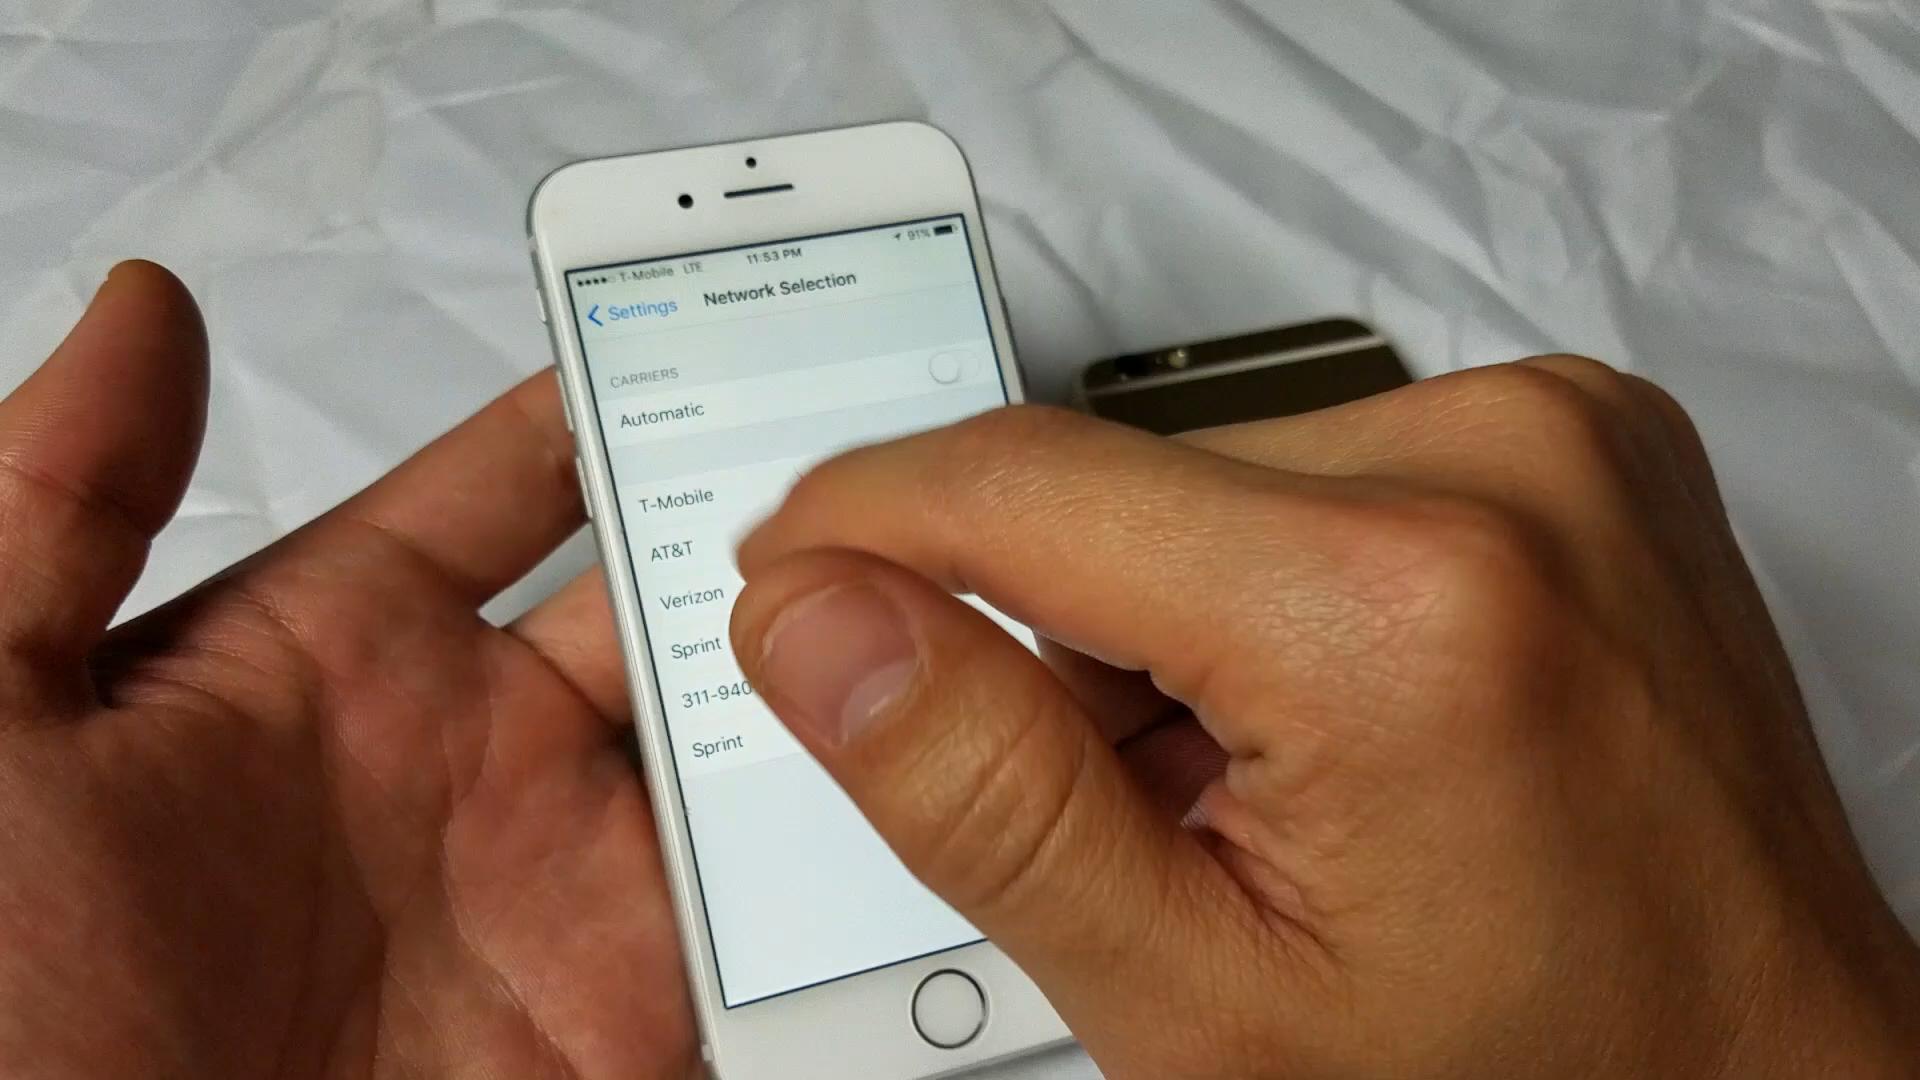 T-Mobile LTE 11:53 PM 91%
Settings Network Selection
CARRIERS
Automatic
T-Mobile
AT&T
Verizon
Sprint
311-940
Sprint